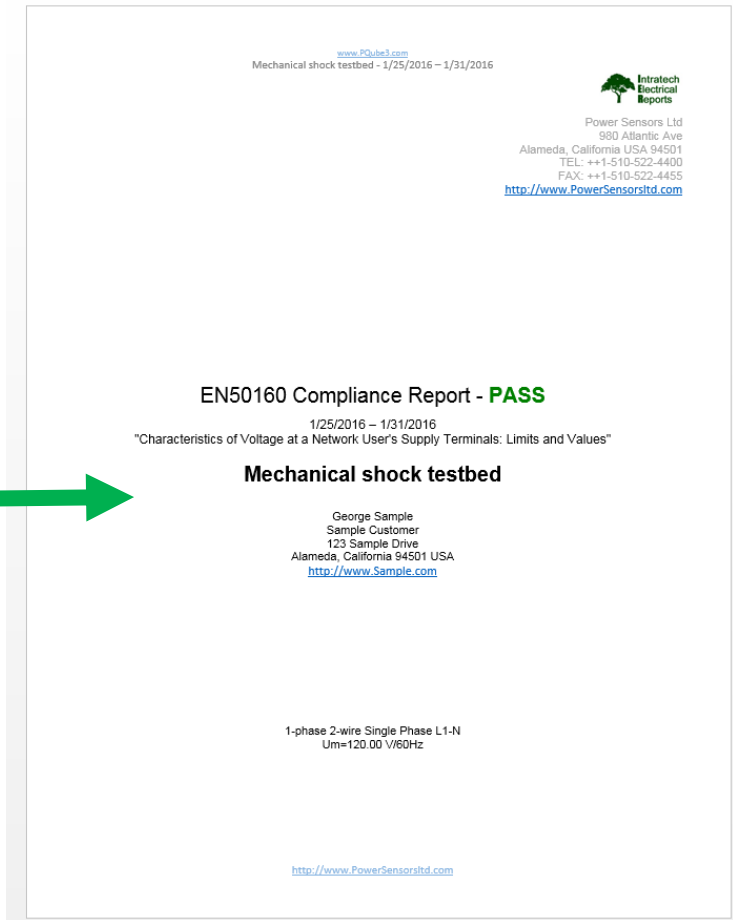 www.PQube3.com
Mechanical shock testbed - 1/25/2016 – 1/31/2016
Intratech
Electrical
Reports
Power Sensors Ltd
980 Atlantic Ave
Alameda, California USA 94501
TEL: ++1-510-522-4400
FAX: ++1-510-522-4455
http://www.PowerSensorsltd.com
EN50160 Compliance Report - PASS
1/25/2016 – 1/31/2016
"Characteristics of Voltage at a Network User's Supply Terminals: Limits and Values"
Mechanical shock testbed
George Sample
Sample Customer
123 Sample Drive
Alameda, California 94501 USA
http://www.Sample.com
1-phase 2-wire Single Phase L1-N
Um=120.00 V/60Hz
http://www.PowerSensorsltd.com